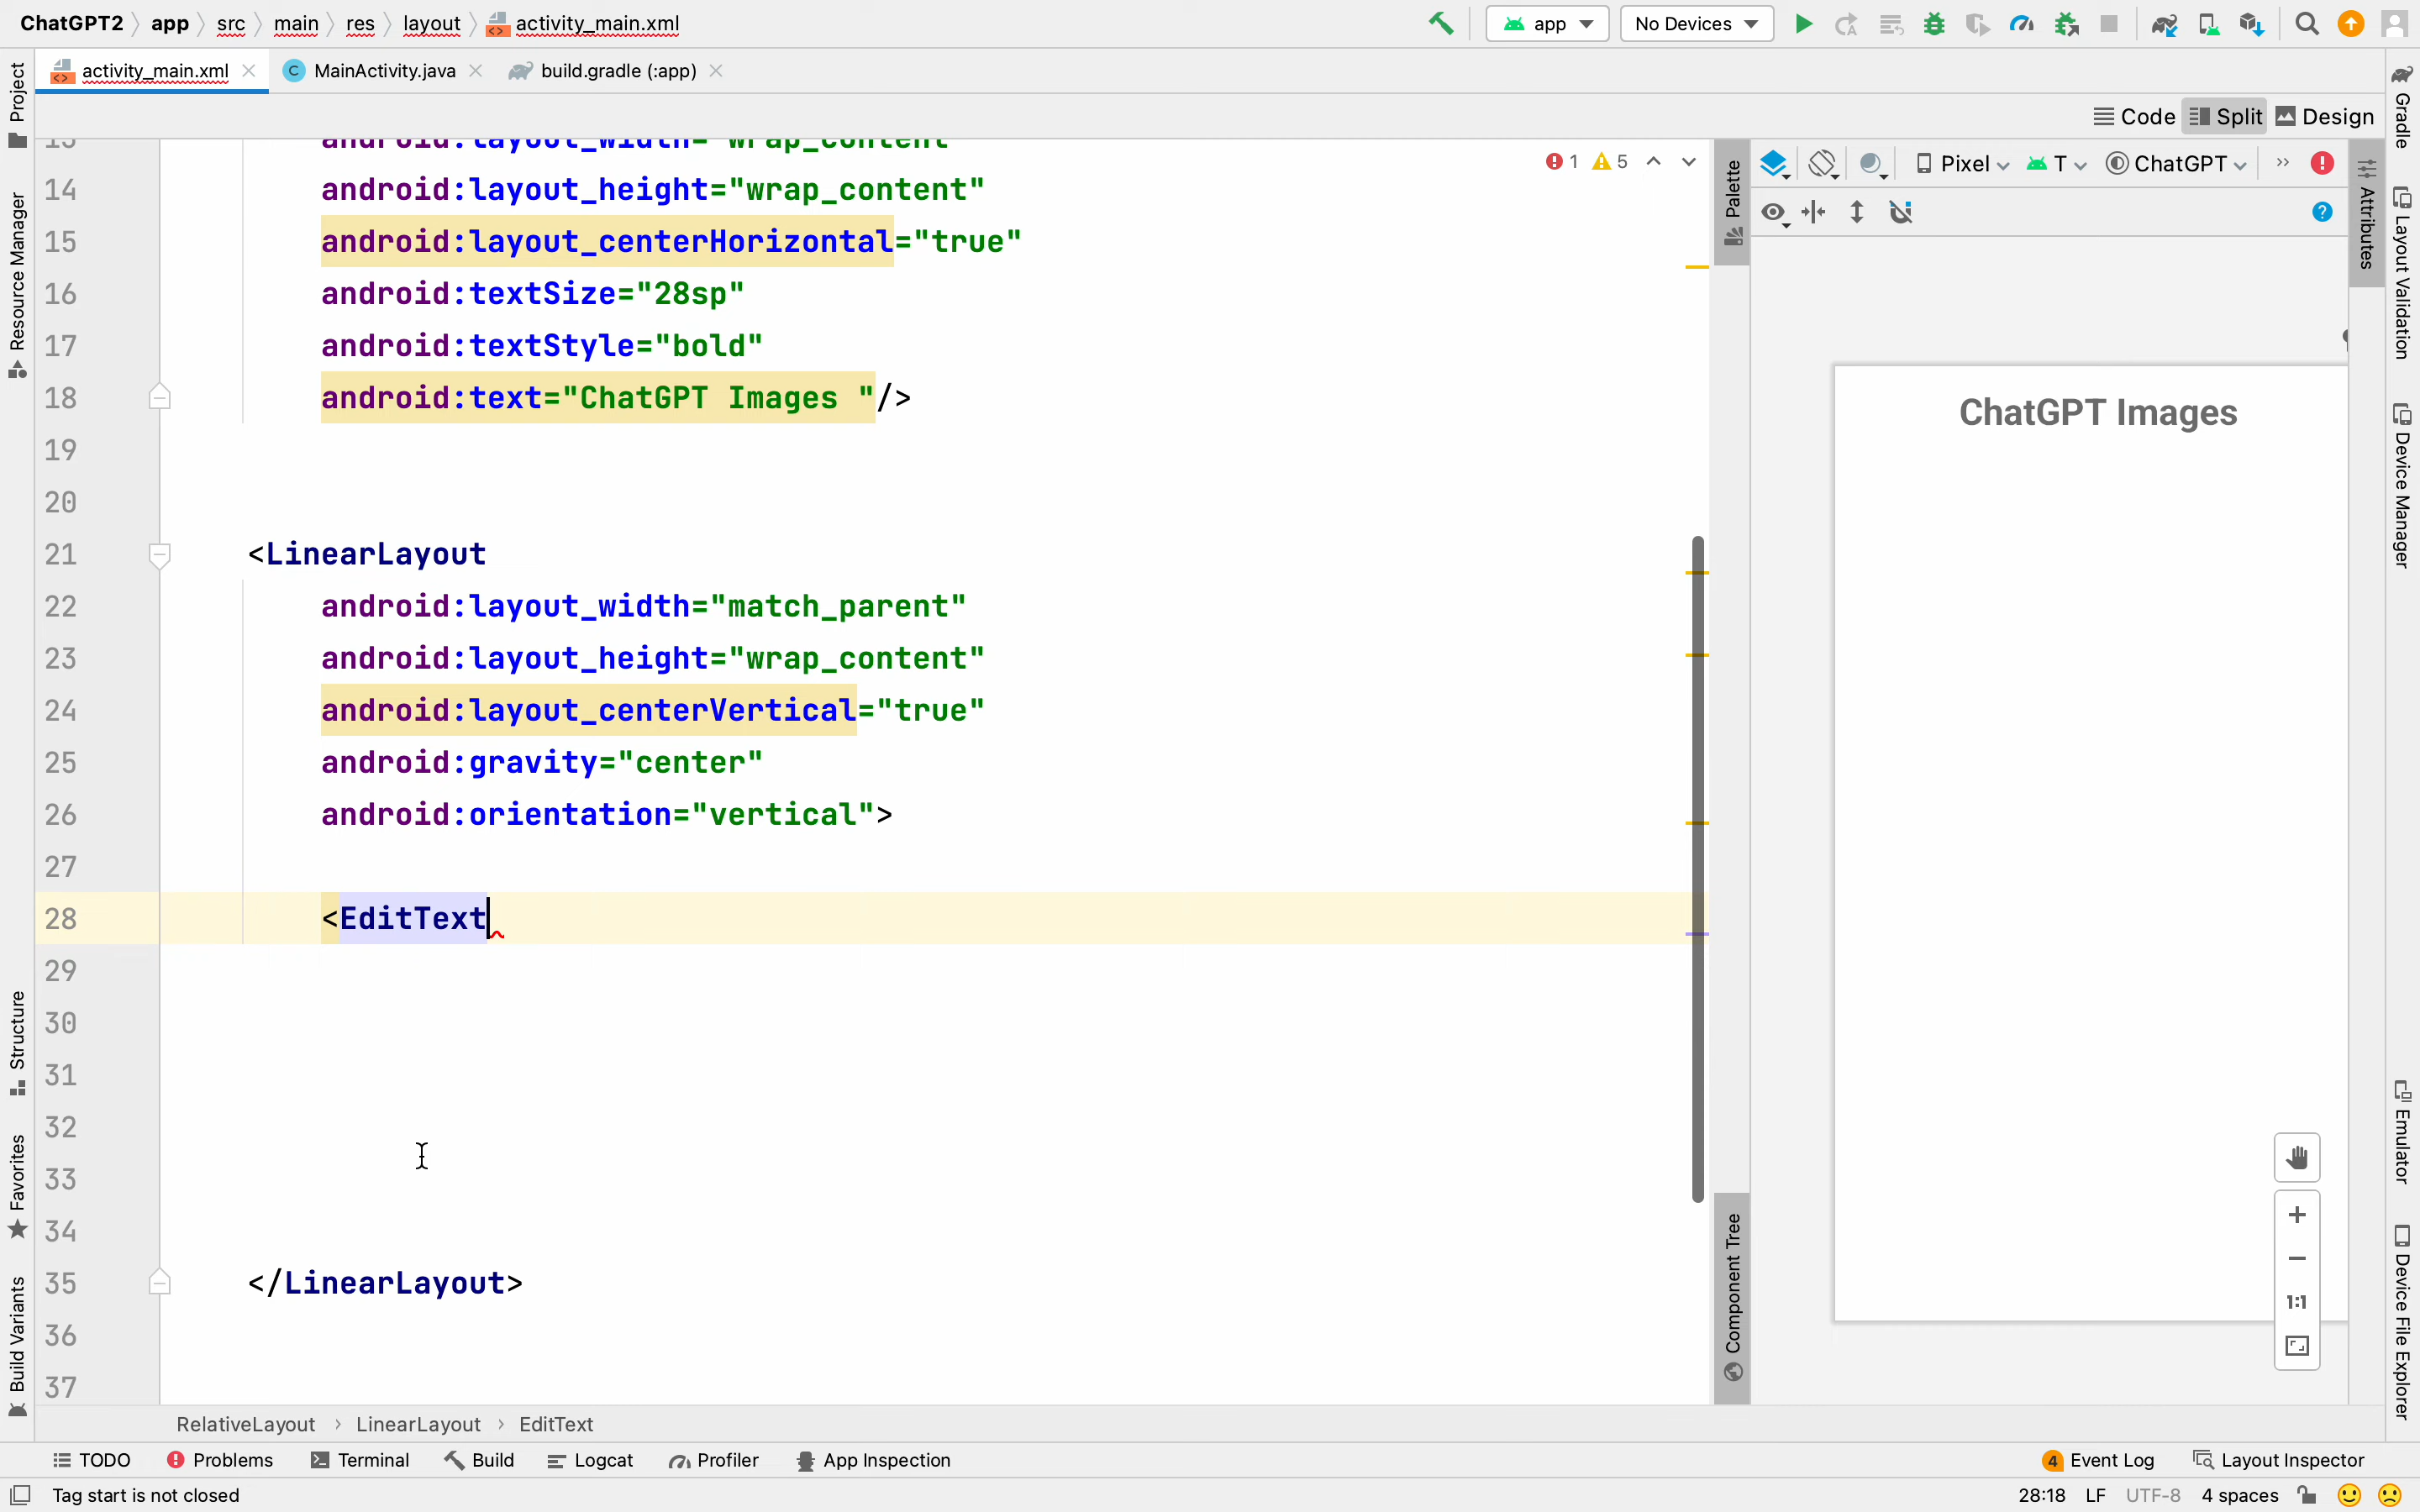 ChatGPT2 app src main res layout activity_main.xml app No Devices
activity_main.xml MainActivity.java build.gradle (:app)
Code Split Design
Project
Resource Manager
Structure
Favorites
Build Variants
13 android:layout_width="wrap_content" 1 5
14 android:layout_height="wrap_content"
15 android:layout_centerHorizontal="true"
16 android:textSize="28sp"
17 android:textStyle="bold"
18 android:text="ChatGPT Images "/>
19
20
21 <LinearLayout
22 android:layout_width="match_parent"
23 android:layout_height="wrap_content"
24 android:layout_centerVertical="true"
25 android:gravity="center"
26 android:orientation="vertical">
27
28 <EditText
29
30
31
32
33
34
35 </LinearLayout>
36
37
Palette
Component Tree
Pixel T ChatGPT
ChatGPT Images
1:1
Attributes
Gradle
Layout Validation
Device Manager
Emulator
Device File Explorer
RelativeLayout LinearLayout EditText
TODO Problems Terminal Build Logcat Profiler App Inspection 4 Event Log Layout Inspector
Tag start is not closed 28:18 LF UTF-8 4 spaces